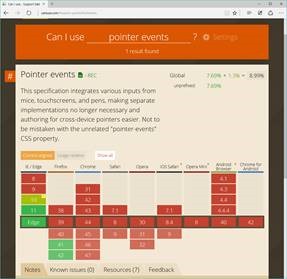 Can I use pointer events ? Settings
1 result found
# Pointer events - REC
Global 7.69% + 1.3% = 8.99%
unprefixed: 7.69%
This specification integrates various inputs from
mice, touchscreens, and pens, making separate
implementations no longer necessary and
authoring for cross-device pointers easier. Not to
be mistaken with the unrelated "pointer-events"
CSS property.
Current aligned Usage relative Show all
IE / Edge Firefox Chrome Safari Opera iOS Safari Opera Mini Android Browser Chrome for Android
8 4.1
9 31 4.3
10 42 4.4
11 38 43 7.1 7.1 4.4.4
Edge 39 44 8 30 8.4 8 40 42
40 45 9 31 9
41 46 32
42 47
Notes Known issues (0) Resources (7) Feedback